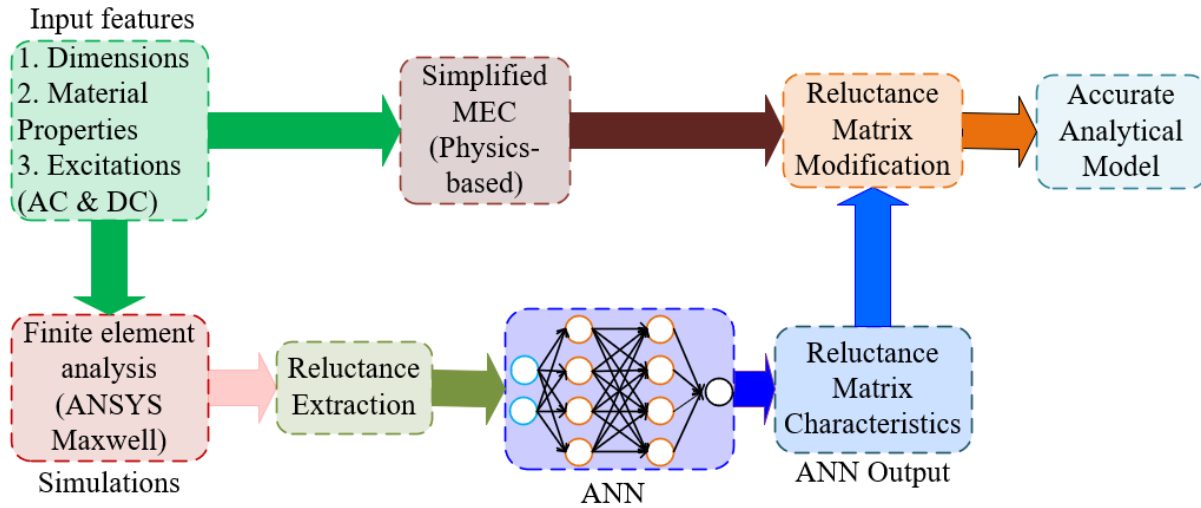 Input features
1. Dimensions
2. Material
Properties
3. Excitations
(AC & DC)
Simplified
MEC
(Physics-
based)
Reluctance
Matrix
Modification
Accurate
Analytical
Model
Finite element
analysis
(ANSYS
Maxwell)
Simulations
Reluctance
Extraction
ANN
Reluctance
Matrix
Characteristics
ANN Output